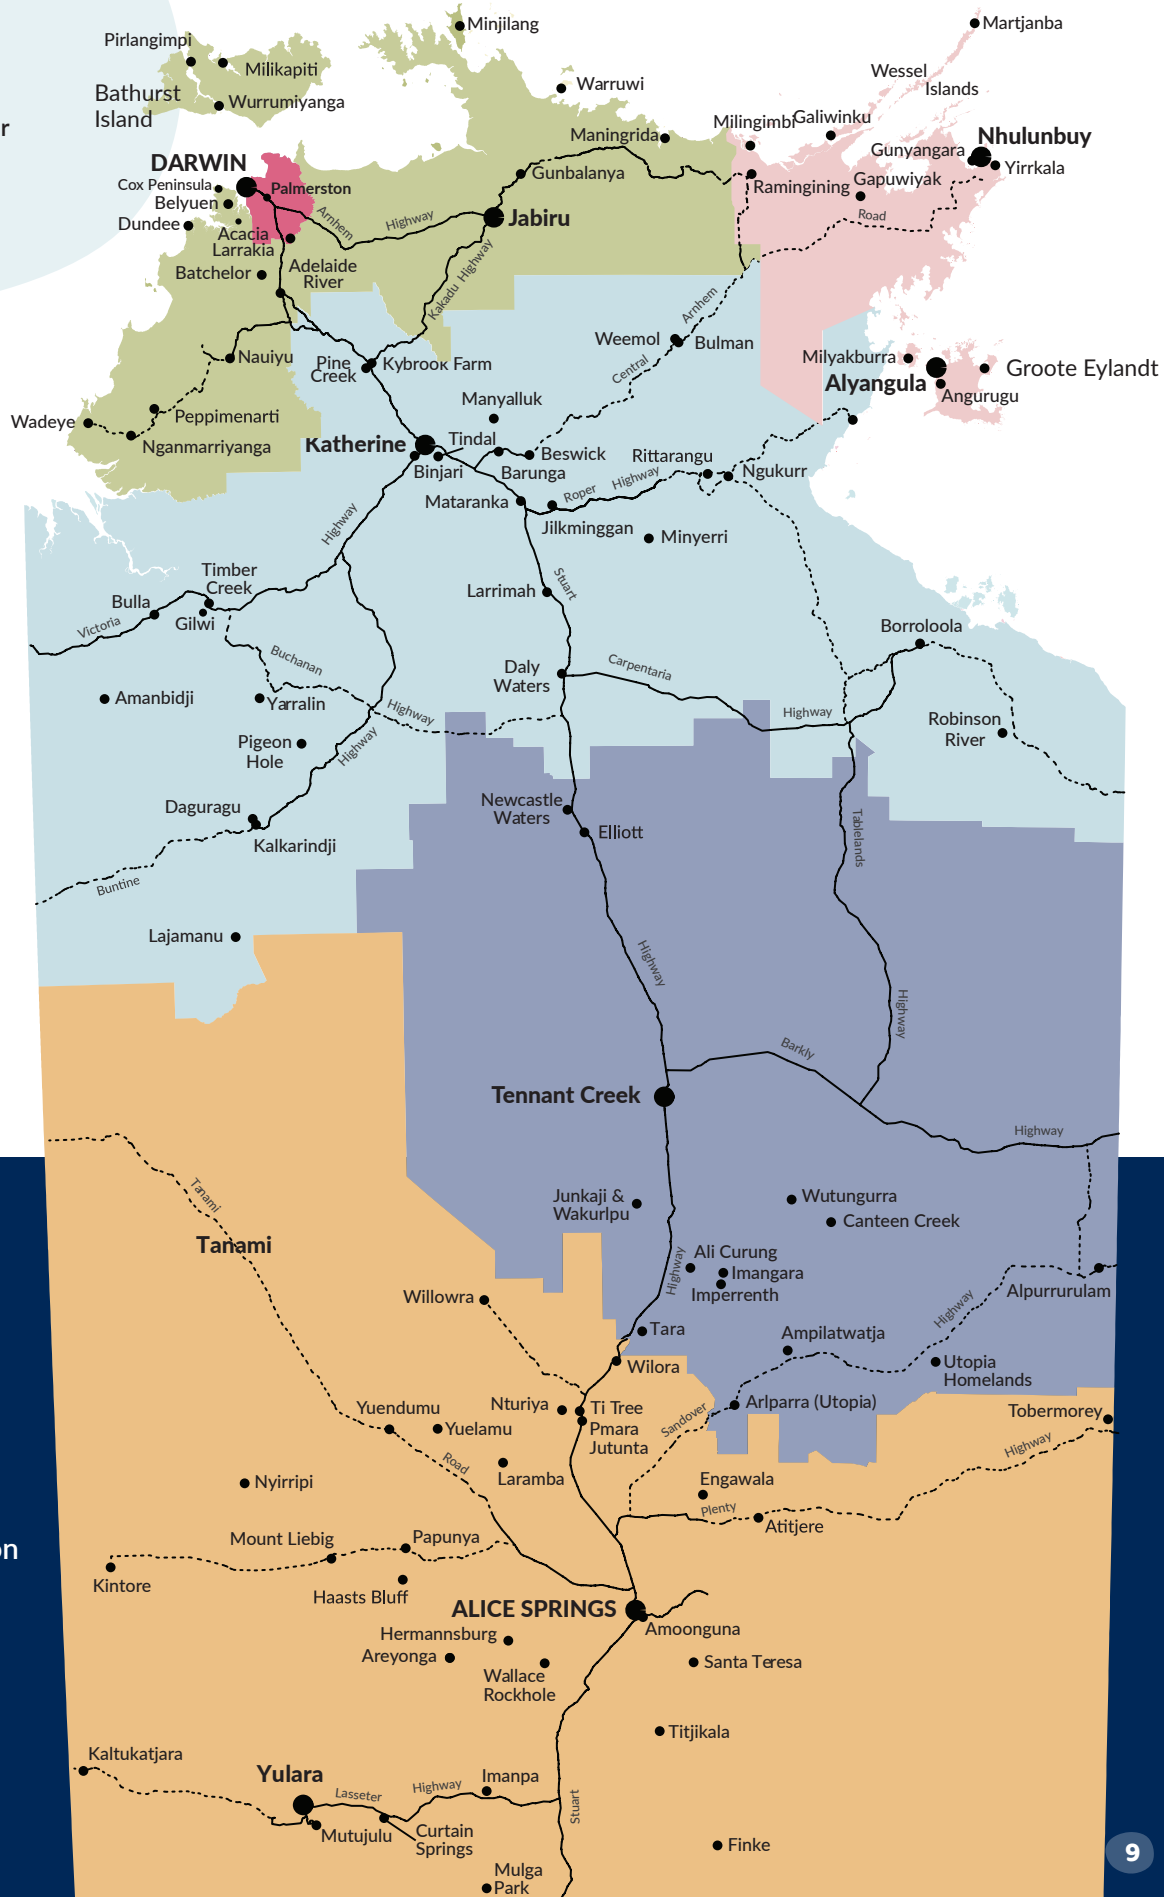 Minjilang
Martjanba
Pirlangimpi
Milikapiti
Wessel
Islands
Warruwi
Bathurst
Island
Wurrumiyanga
r
Maningrida
Milingimbi
Galiwinku
Nhulunbuy
Gunyangara
Yirrkala
DARWIN
Cox Peninsula
Palmerston
Gunbalanya
Ramingining
Gapuwiyak
Belyuen
Dundee
Arnhem
Highway
Jabiru
Road
Acacia
Larrakia
Batchelor
Adelaide
River
Kakadu Highway
Arnhem
Central
Weemol
Bulman
Nauiyu
Pine
Creek
Kybrook Farm
Milyakburra
Groote Eylandt
Alyangula
Angurugu
Manyalluk
Wadeye
Peppimenarti
Nganmarriyanga
Katherine
Tindal
Binjari
Barunga
Beswick
Rittarangu
Ngukurr
Roper
Highway
Mataranka
Jilkminggan
Minyerri
Highway
Timber
Creek
Bulla
Gilwi
Victoria
Larrimah
Stuart
Borroloola
Buchanan
Daly
Waters
Carpentaria
Amanbidji
Yarralin
Highway
Highway
Robinson
River
Pigeon
Hole
Highway
Newcastle
Waters
Elliott
Tablelands
Daguragu
Kalkarindji
Buntine
Lajamanu
Highway
Highway
Barkly
Tennant Creek
Highway
Tanami
Junkaji &
Wakurlpu
Wutungurra
Canteen Creek
Tanami
Highway
Ali Curung
Imangara
Imperrenth
Alpurrurulam
Willowra
Highway
Tara
Ampilatwatja
Wilora
Utopia
Homelands
Yuendumu
Nturiya
Ti Tree
Arlparra (Utopia)
Tobermorey
Yuelamu
Pmara
Jutunta
Sandover
Highway
Road
Laramba
Nyirripi
Engawala
Plenty
Atitjere
Mount Liebig
Papunya
on
Kintore
Haasts Bluff
ALICE SPRINGS
Amoonguna
Hermannsburg
Areyonga
Wallace
Rockhole
Santa Teresa
Titjikala
Kaltukatjara
Yulara
Lasseter
Highway
Imanpa
Stuart
Mutujulu
Curtain
Springs
Finke
9
Mulga
Park